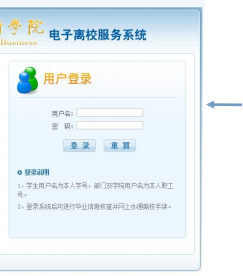 学院 电子离校服务系统
Business
用户登录
用户名:
密 码:
登 录 重 置
登录说明
1、学生用户名为本人学号；部门及学院用户名为本人职工
号。
2、登录系统后可进行毕业信息核查并网上办理离校手续。